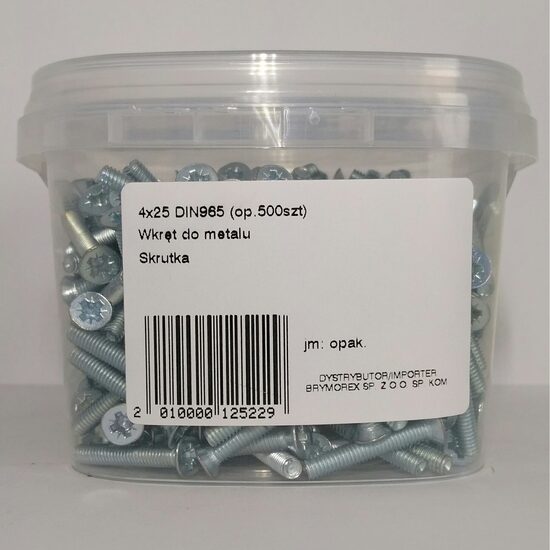 4x25 DIN965 (op.500szt)
Wkręt do metalu
Skrutka
jm: opak.
DYSTRYBUTOR/IMPORTER
BRYMOREX SP. Z O.O. SP. KOM
2 010000 125229